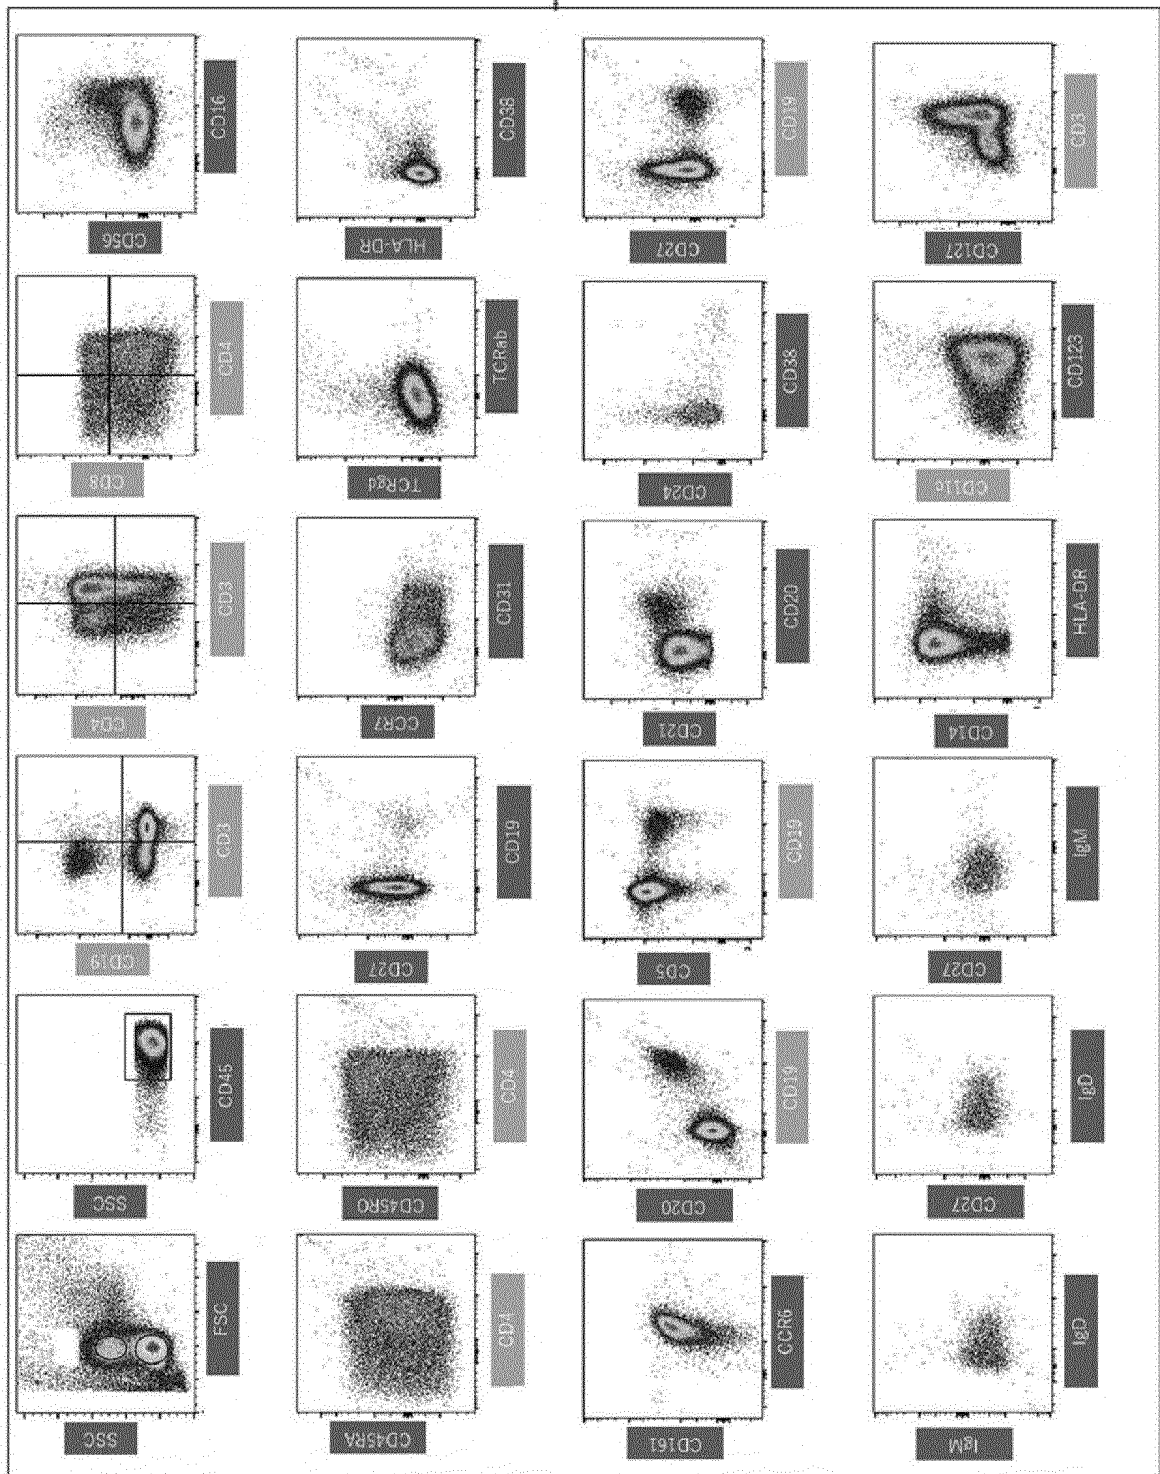 CD16
CD56
CD38
HLA-DR
CD19
CD27
CD3
CD127
CD4
CD8
TCRab
TCRgd
CD38
CD24
CD123
CD11c
CD3
CD4
CD31
CCR7
CD20
CD21
HLA-DR
CD14
CD3
CD19
CD19
CD27
CD19
CD5
IgM
CD27
CD45
SSC
CD4
CD45RO
CD19
CD20
IgD
CD27
FSC
SSC
CD4
CD45RA
CCR6
CD161
IgD
IgM